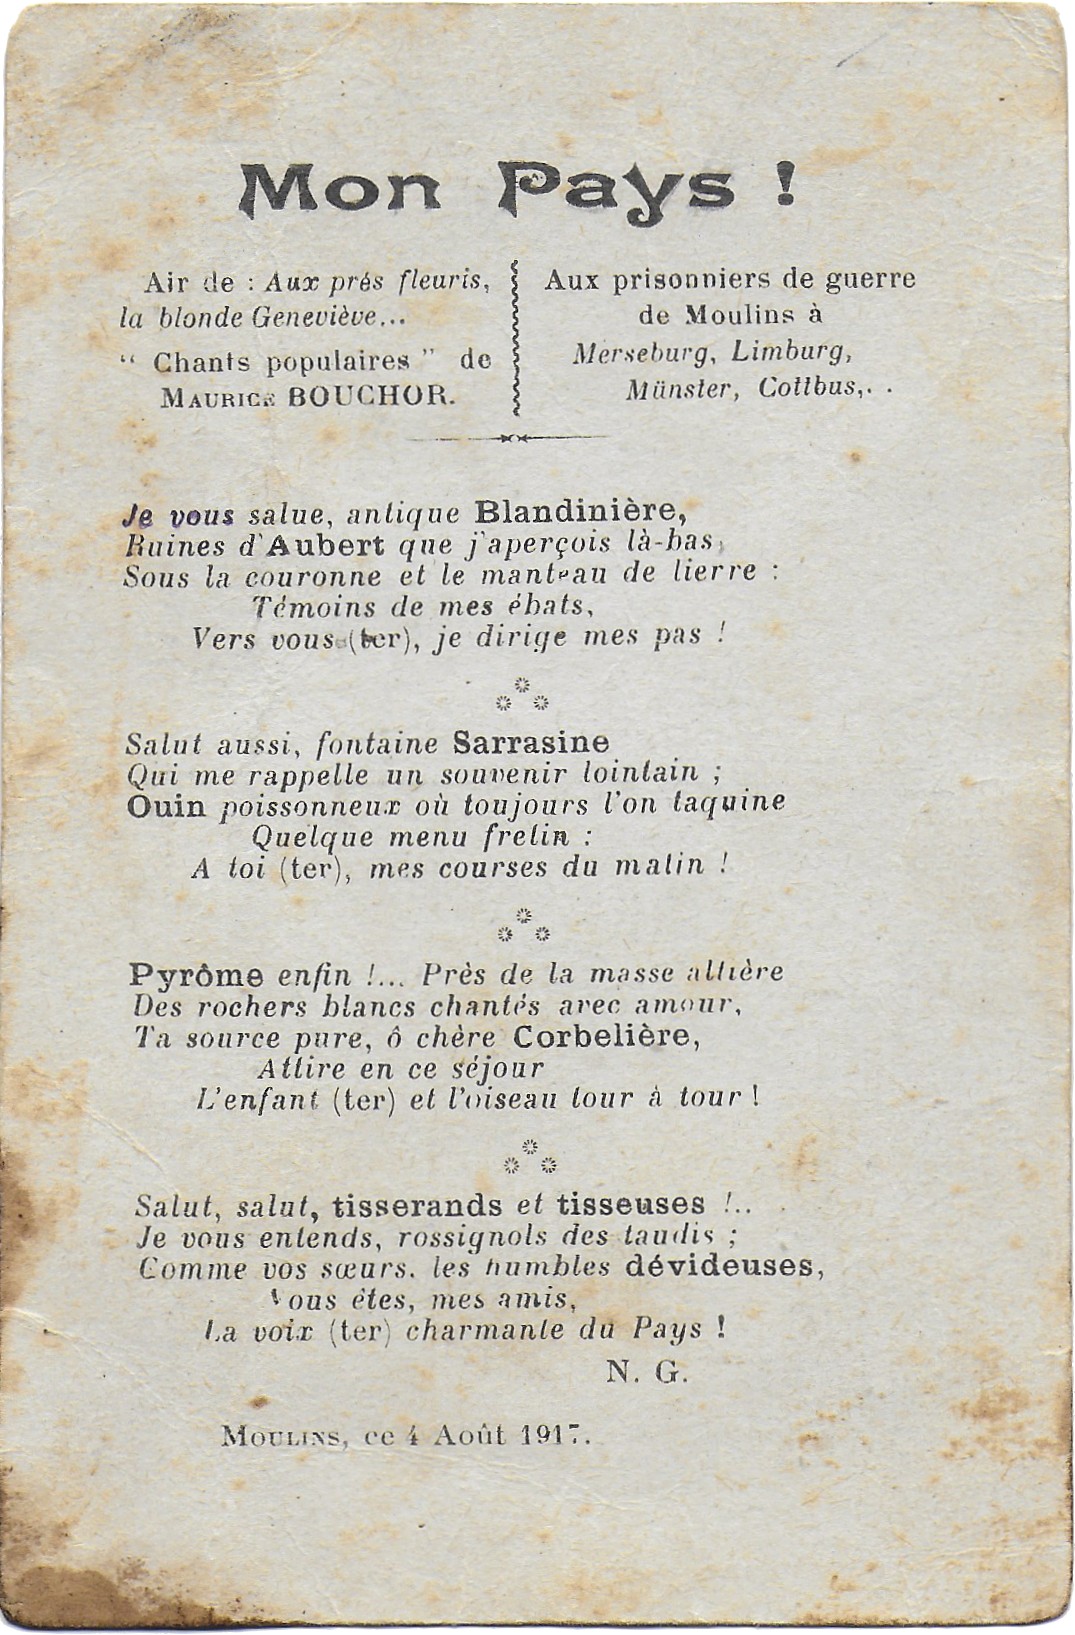 Mon Pays !
Air de : Aux prés fleuris,
la blonde Geneviève...
“ Chants populaires ” de
MAURICE BOUCHOR.
Aux prisonniers de guerre
de Moulins à
Merseburg, Limburg,
Münster, Cottbus,. .
Je vous salue, antique Blandinière,
Ruines d'Aubert que j'aperçois là-bas,
Sous la couronne et le manteau de lierre :
Témoins de mes ébats,
Vers vous (ter), je dirige mes pas !
Salut aussi, fontaine Sarrasine
Qui me rappelle un souvenir lointain ;
Ouin poissonneux où toujours l'on taquine
Quelque menu fretin :
A toi (ter), mes courses du matin !
Pyrôme enfin !... Près de la masse altière
Des rochers blancs chantés avec amour,
Ta source pure, ô chère Corbelière,
Attire en ce séjour
L'enfant (ter) et l'oiseau tour à tour !
Salut, salut, tisserands et tisseuses !..
Je vous entends, rossignols des taudis ;
Comme vos sœurs. les humbles dévideuses,
Vous êtes, mes amis,
La voix (ter) charmante du Pays !
N. G.
MOULINS, ce 4 Août 1917.